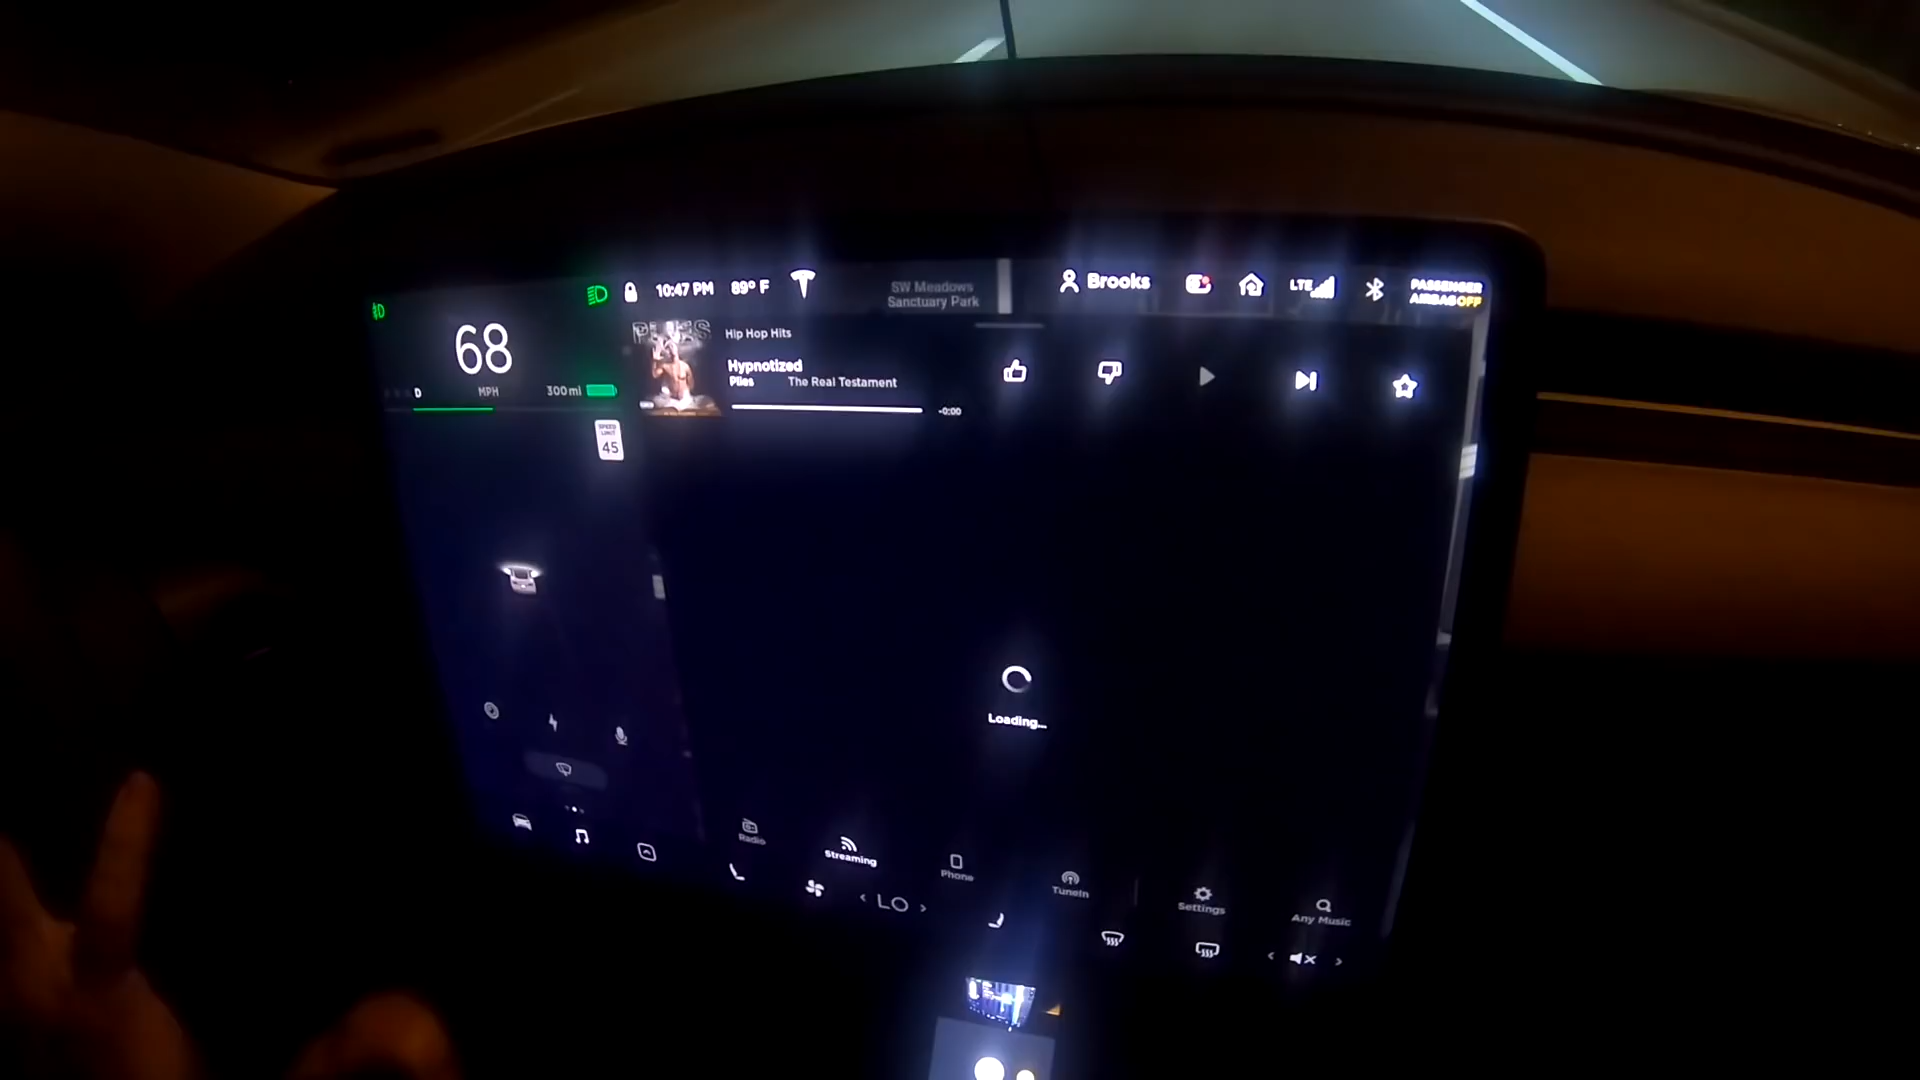 10:47 PM
89° F
SW Meadows
Sanctuary Park
Brooks
LTE
PASSENGER
AIRBAG OFF
68
MPH
D
300 mi
SPEED
LIMIT
45
PLIES
Hip Hop Hits
Hypnotized
Plies
The Real Testament
-0:00
Loading...
Radio
Streaming
Phone
TuneIn
Settings
Any Music
< LO >